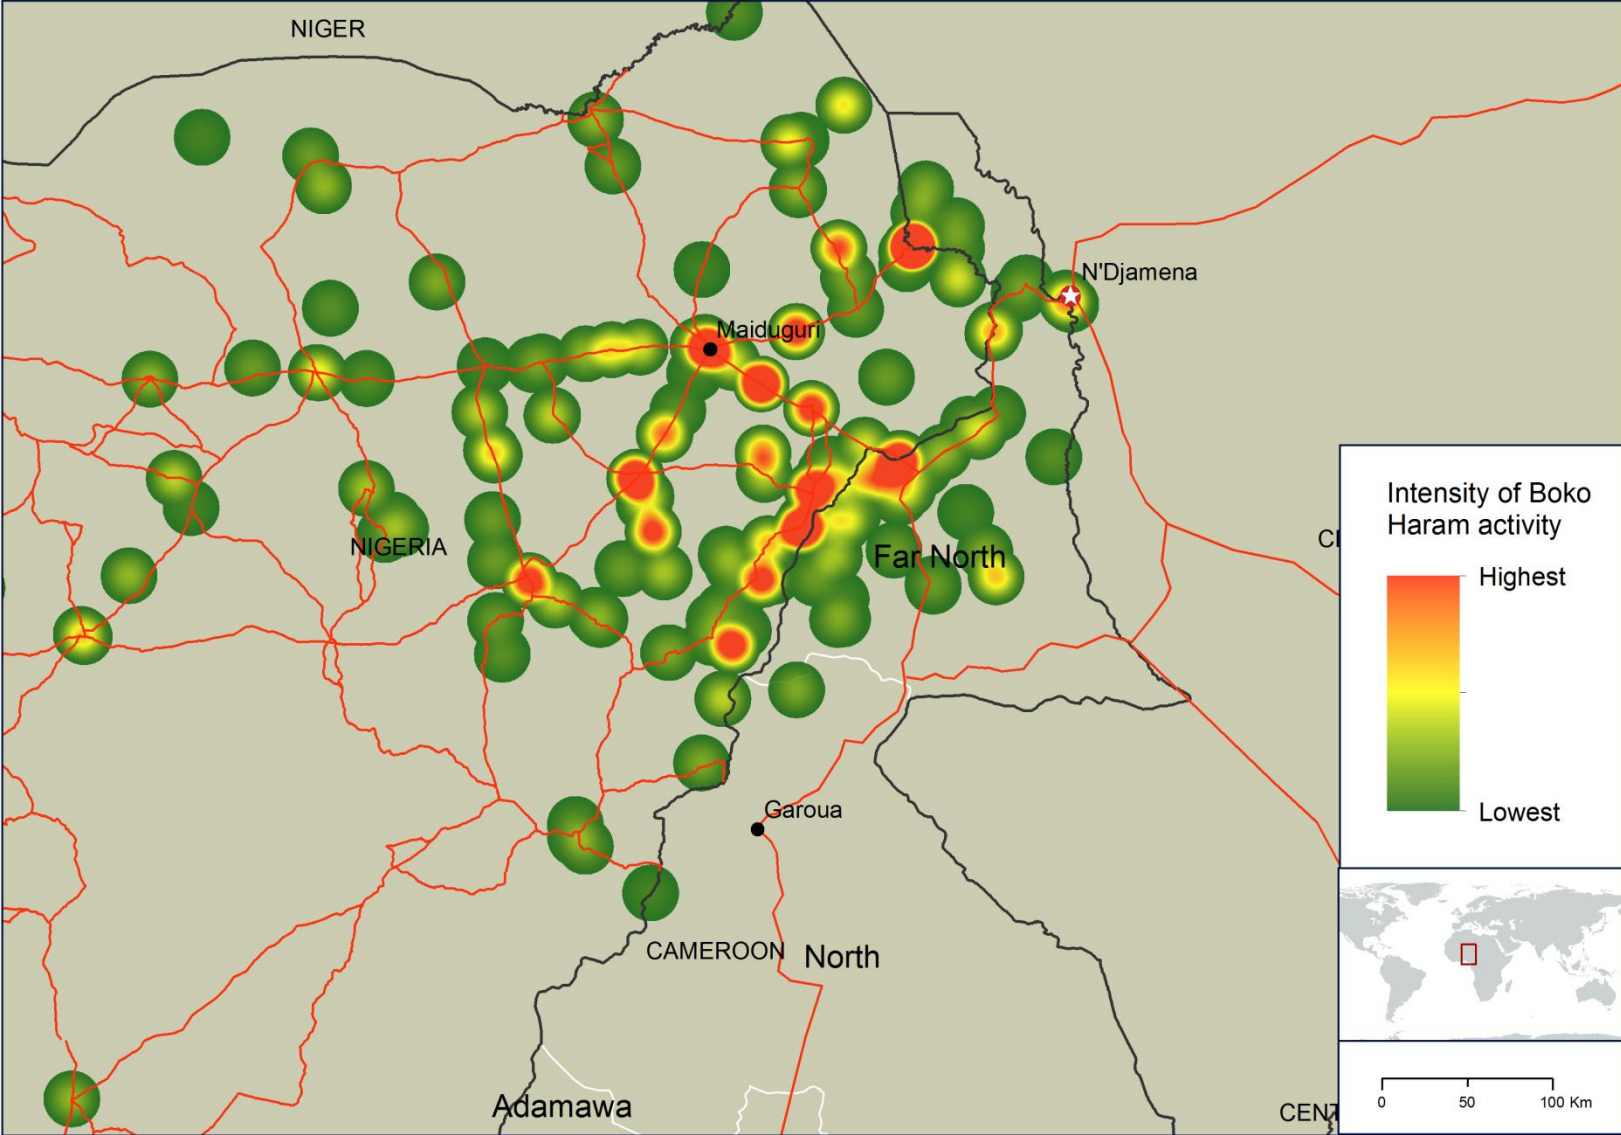 NIGER
N'Djamena
Maiduguri
Intensity of Boko
Haram activity
NIGERIA
Far North
Highest
Lowest
Garoua
CAMEROON
North
Adamawa
0 50 100 Km